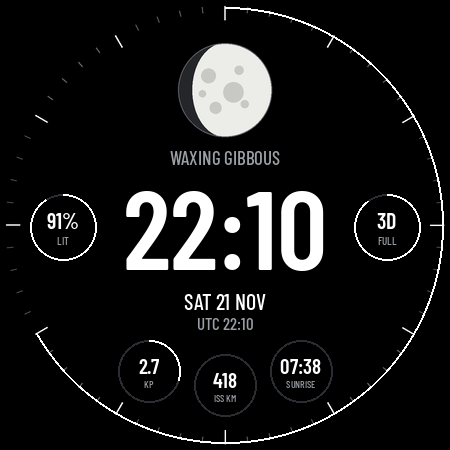 WAXING GIBBOUS
22:10
91%
LIT
3D
FULL
SAT 21 NOV
UTC 22:10
2.7
KP
418
ISS KM
07:38
SUNRISE